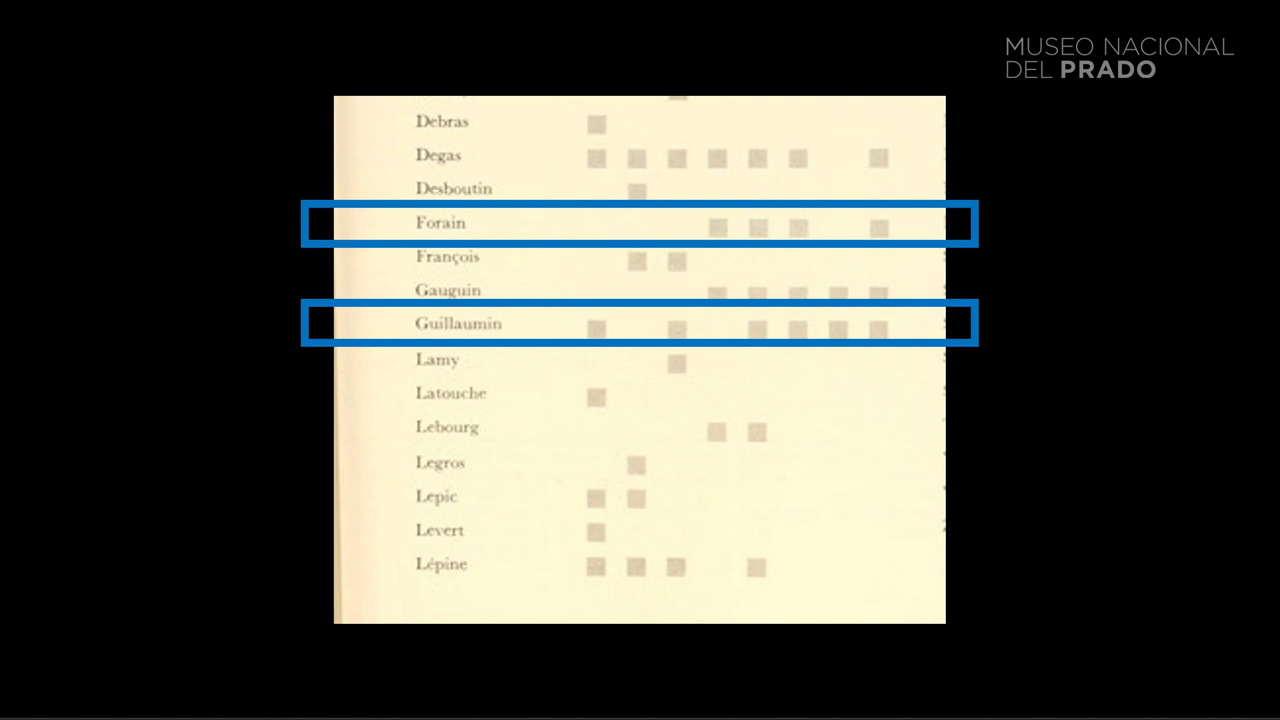 MUSEO NACIONAL
DEL PRADO
Debras
Degas
Desboutin
Forain
François
Gauguin
Guillaumin
Lamy
Latouche
Lebourg
Legros
Lepic
Levert
Lépine